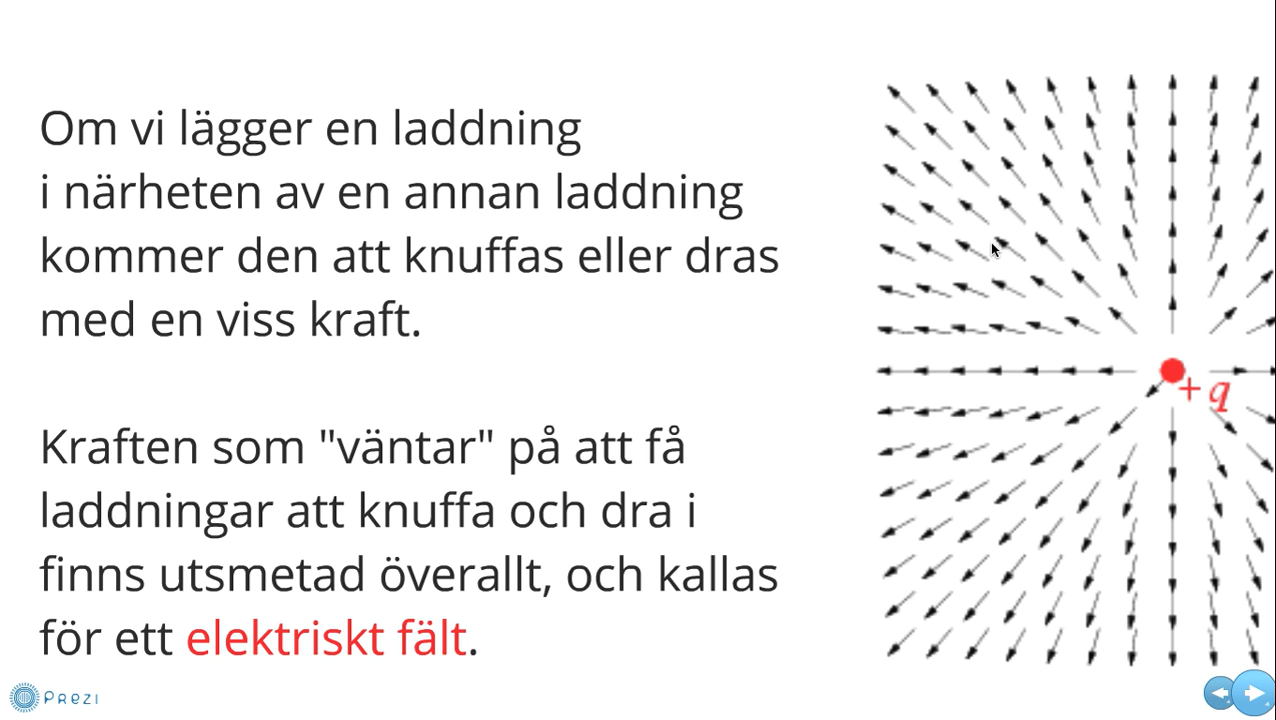 Om vi lägger en laddning
i närheten av en annan laddning
kommer den att knuffas eller dras
med en viss kraft.
Kraften som "väntar" på att få
laddningar att knuffa och dra i
finns utsmetad överallt, och kallas
för ett elektriskt fält.
+q
Prezi